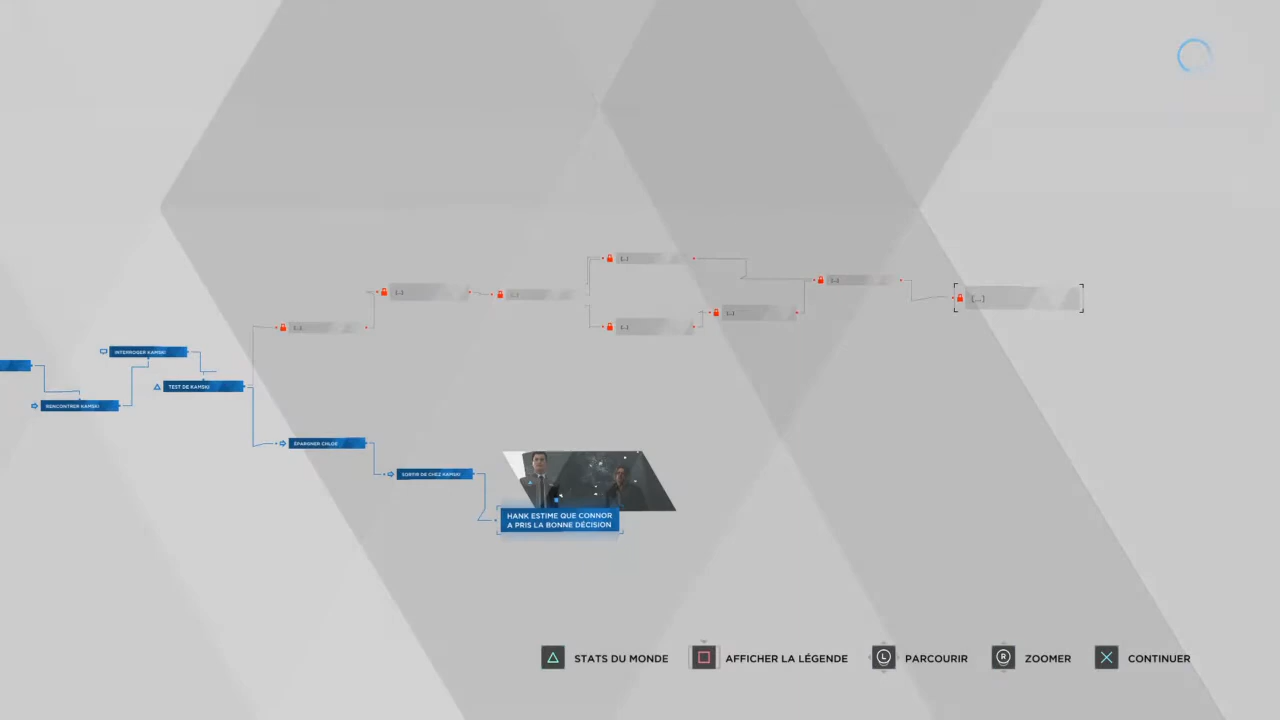 [...]
[...]
[...]
[...]
[...]
[...]
[...]
[...]
[...]
INTERROGER KAMSKI
TEST DE KAMSKI
RENCONTRER KAMSKI
ÉPARGNER CHLOE
SORTIR DE CHEZ KAMSKI
HANK ESTIME QUE CONNOR
A PRIS LA BONNE DÉCISION
STATS DU MONDE
AFFICHER LA LÉGENDE
L
PARCOURIR
R
ZOOMER
CONTINUER